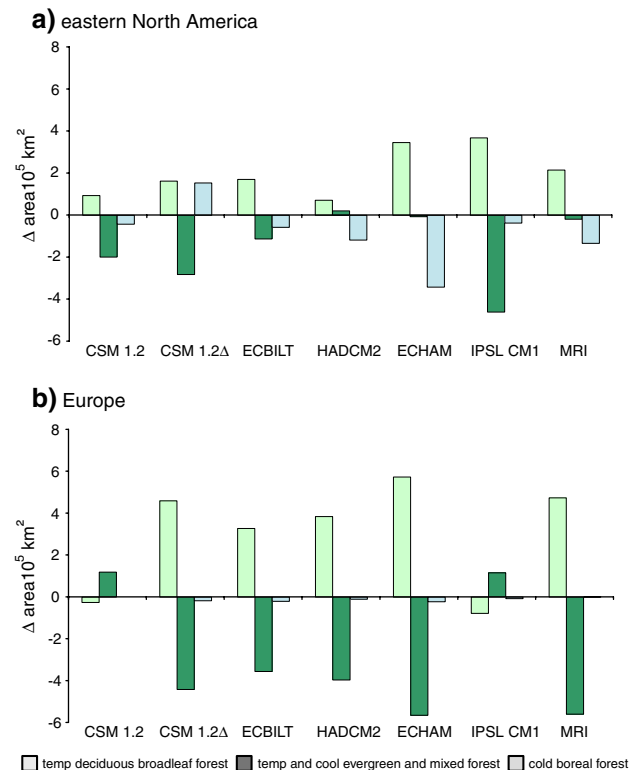 a) eastern North America
8
6
4
2
0
-2
-4
-6
Δ area10⁵ km²
CSM 1.2 CSM 1.2Δ ECBILT HADCM2 ECHAM IPSL CM1 MRI
b) Europe
8
6
4
2
0
-2
-4
-6
Δ area10⁵ km²
CSM 1.2 CSM 1.2Δ ECBILT HADCM2 ECHAM IPSL CM1 MRI
temp deciduous broadleaf forest temp and cool evergreen and mixed forest cold boreal forest